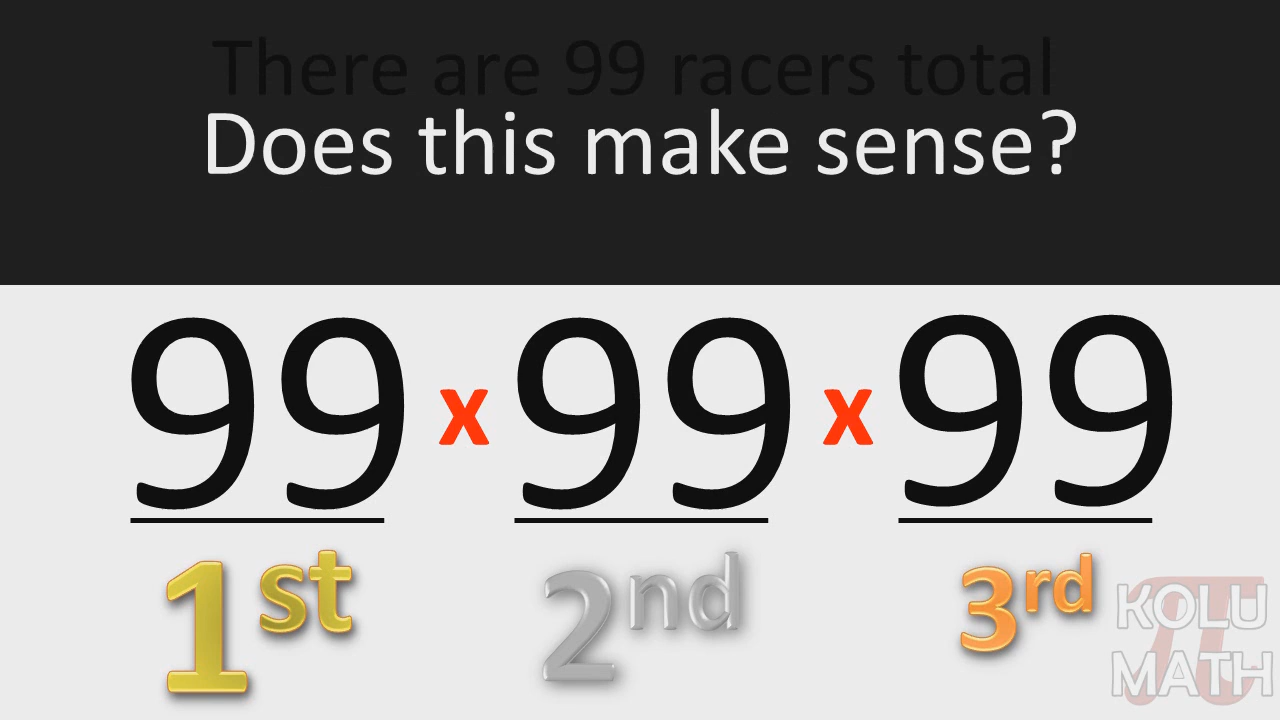 There are 99 racers total
Does this make sense?
99 x 99 x 99
1st 2nd 3rd
KOLU
MATH